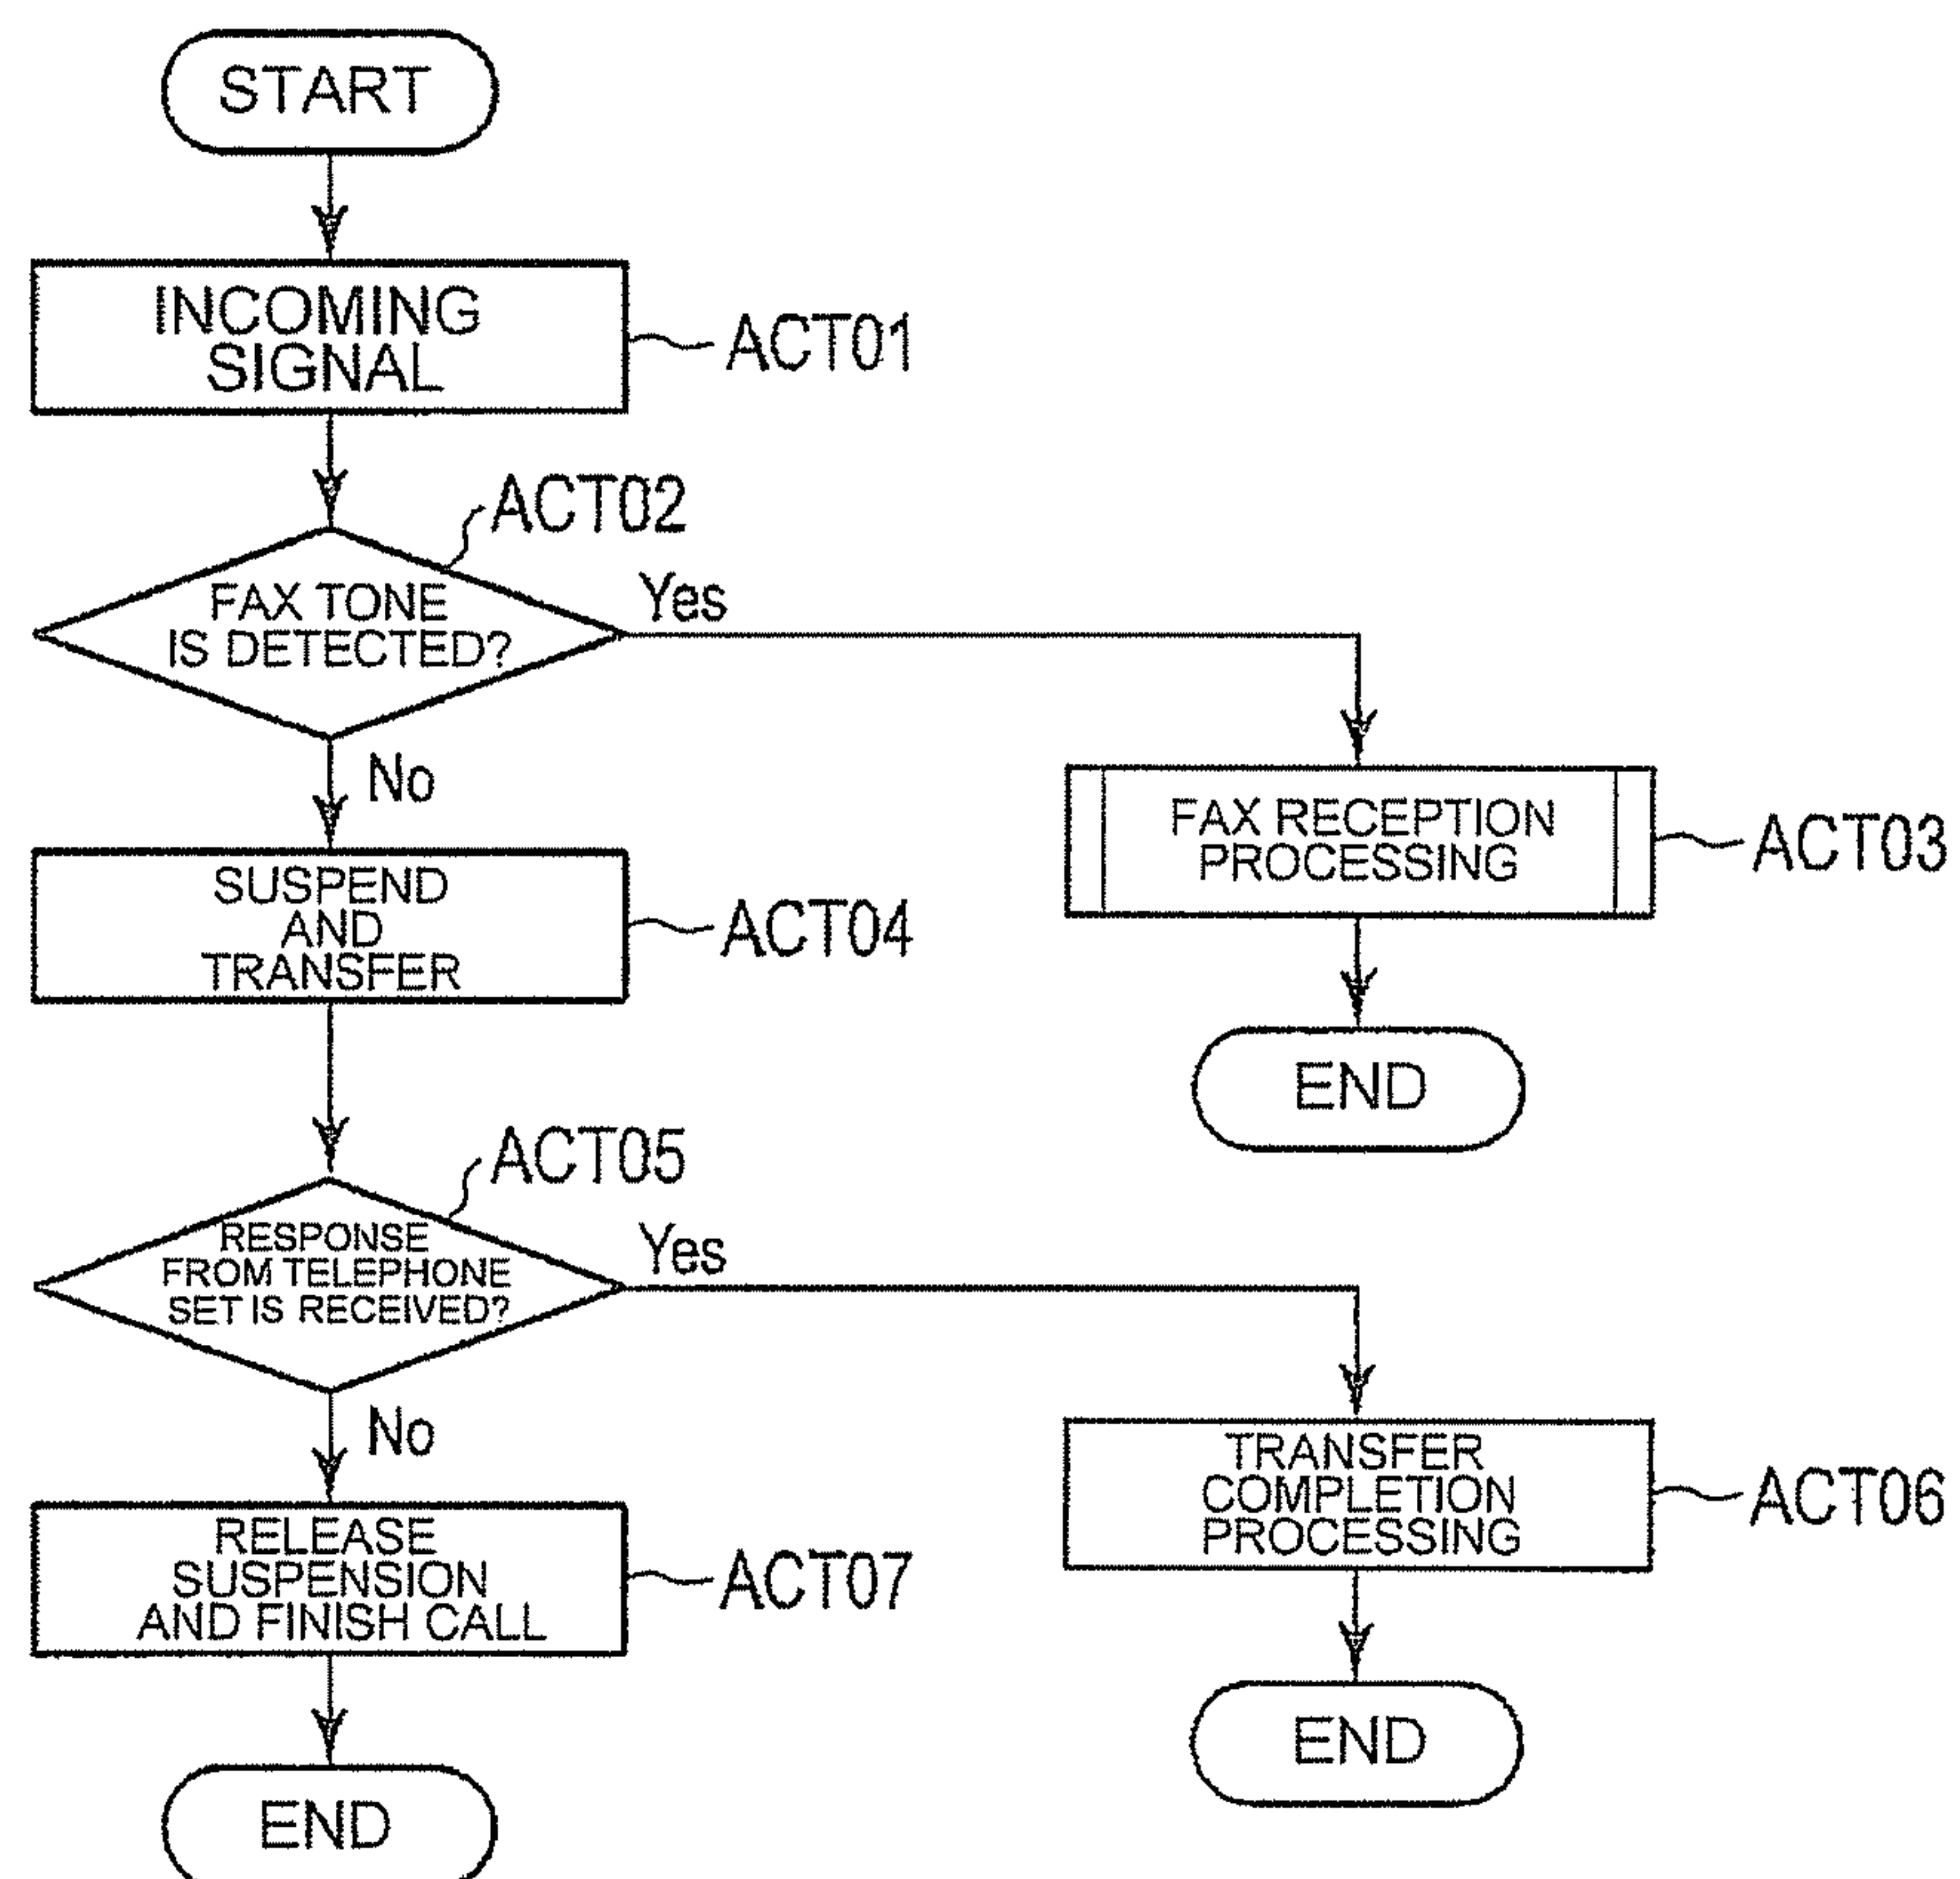 START
INCOMING
SIGNAL
ACT01
ACT02
FAX TONE
IS DETECTED?
Yes
No
FAX RECEPTION
PROCESSING
ACT03
SUSPEND
AND
TRANSFER
ACT04
END
ACT05
RESPONSE
FROM TELEPHONE
SET IS RECEIVED?
Yes
No
TRANSFER
COMPLETION
PROCESSING
ACT06
RELEASE
SUSPENSION
AND FINISH CALL
ACT07
END
END